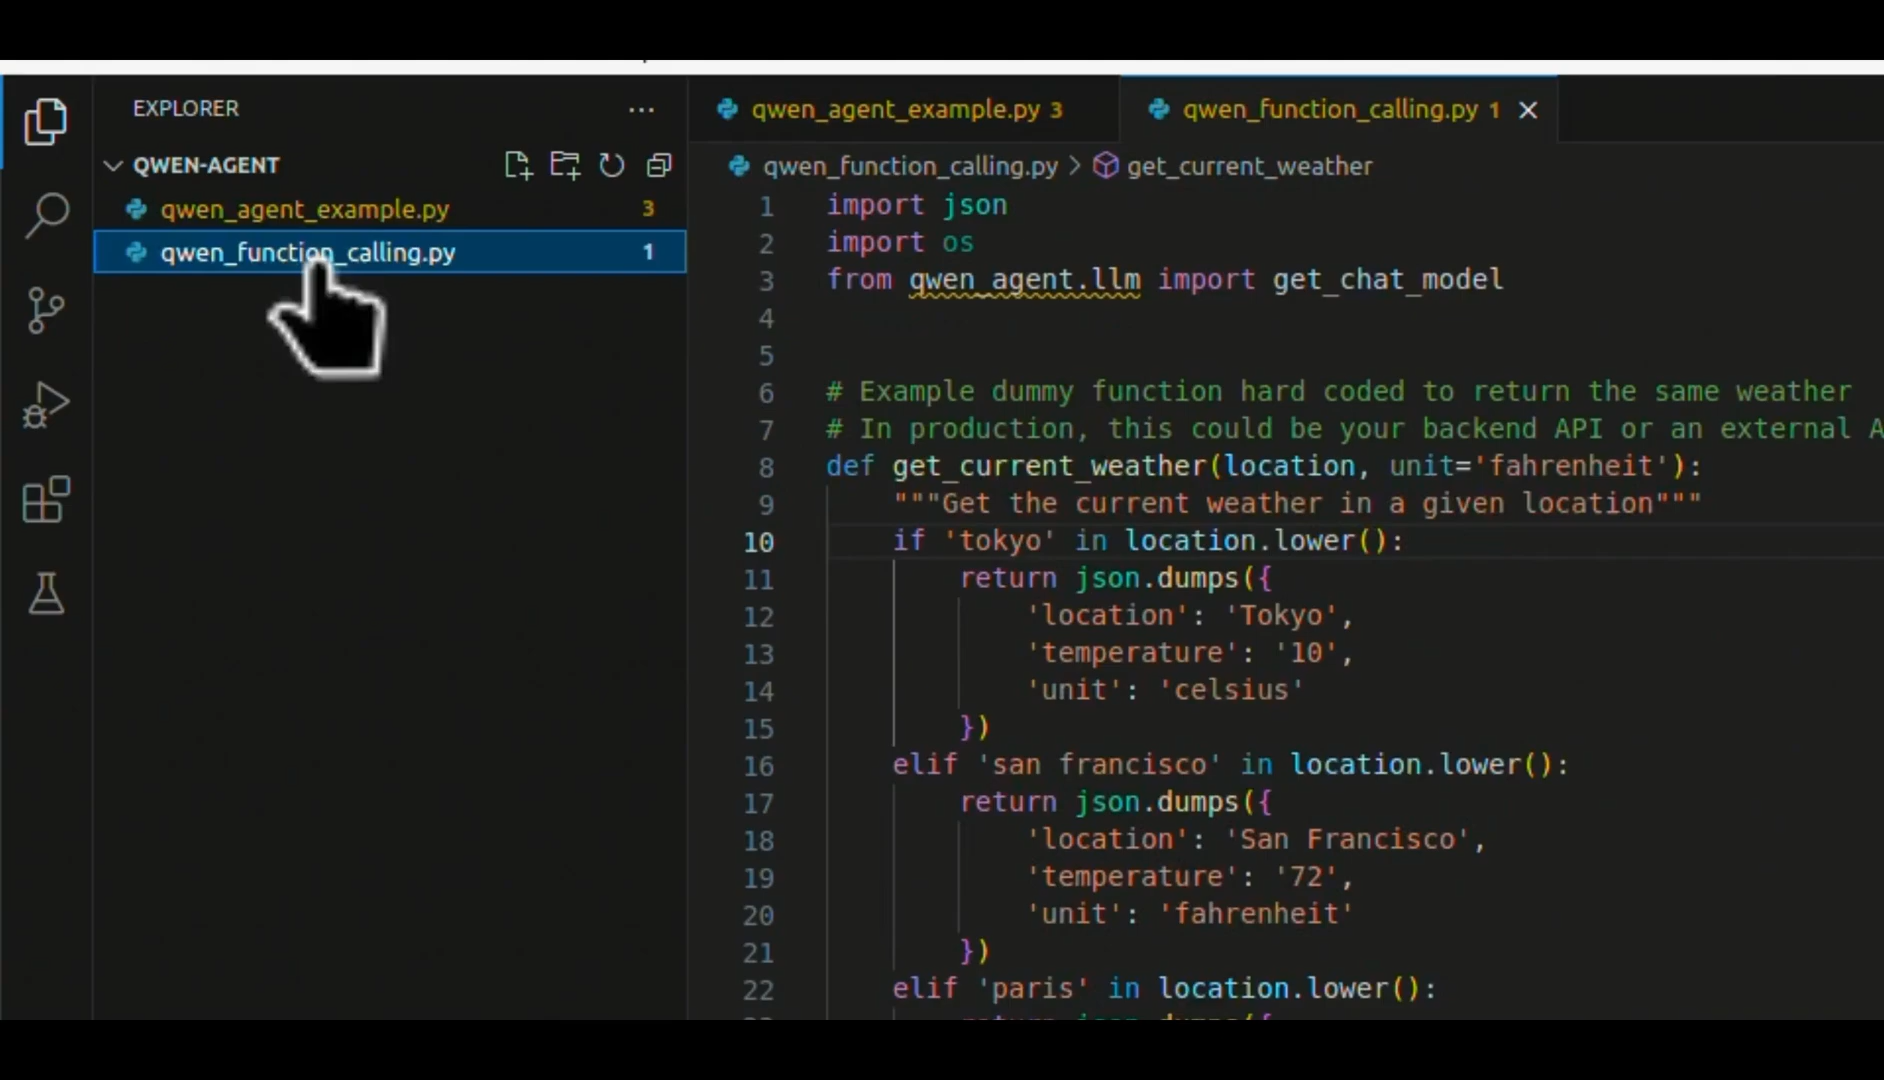 EXPLORER
QWEN-AGENT
qwen_agent_example.py 3
qwen_function_calling.py 1
qwen_agent_example.py 3
qwen_function_calling.py 1
qwen_function_calling.py > get_current_weather
1 import json
2 import os
3 from qwen_agent.llm import get_chat_model
4
5
6 # Example dummy function hard coded to return the same weather
7 # In production, this could be your backend API or an external A
8 def get_current_weather(location, unit='fahrenheit'):
9 """Get the current weather in a given location"""
10 if 'tokyo' in location.lower():
11 return json.dumps({
12 'location': 'Tokyo',
13 'temperature': '10',
14 'unit': 'celsius'
15 })
16 elif 'san francisco' in location.lower():
17 return json.dumps({
18 'location': 'San Francisco',
19 'temperature': '72',
20 'unit': 'fahrenheit'
21 })
22 elif 'paris' in location.lower():